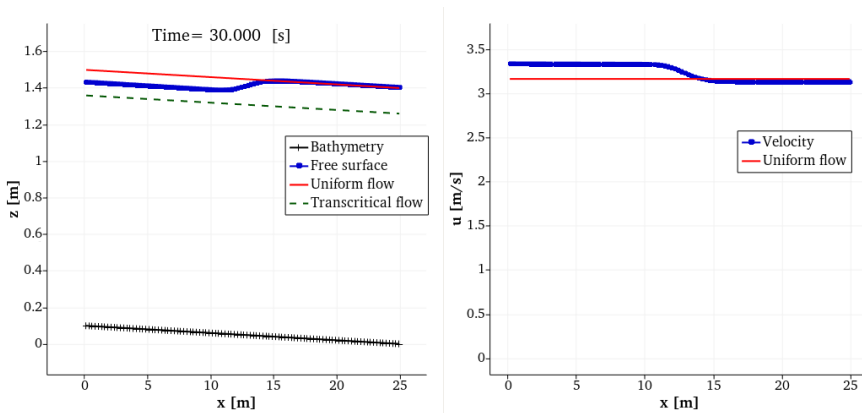 Time= 30.000 [s]
z [m]
1.6
1.4
1.2
1
0.8
0.6
0.4
0.2
0
Bathymetry
Free surface
Uniform flow
Transcritical flow
0
5
10
15
20
25
x [m]
u [m/s]
3.5
3
2.5
2
1.5
1
0.5
0
Velocity
Uniform flow
0
5
10
15
20
25
x [m]